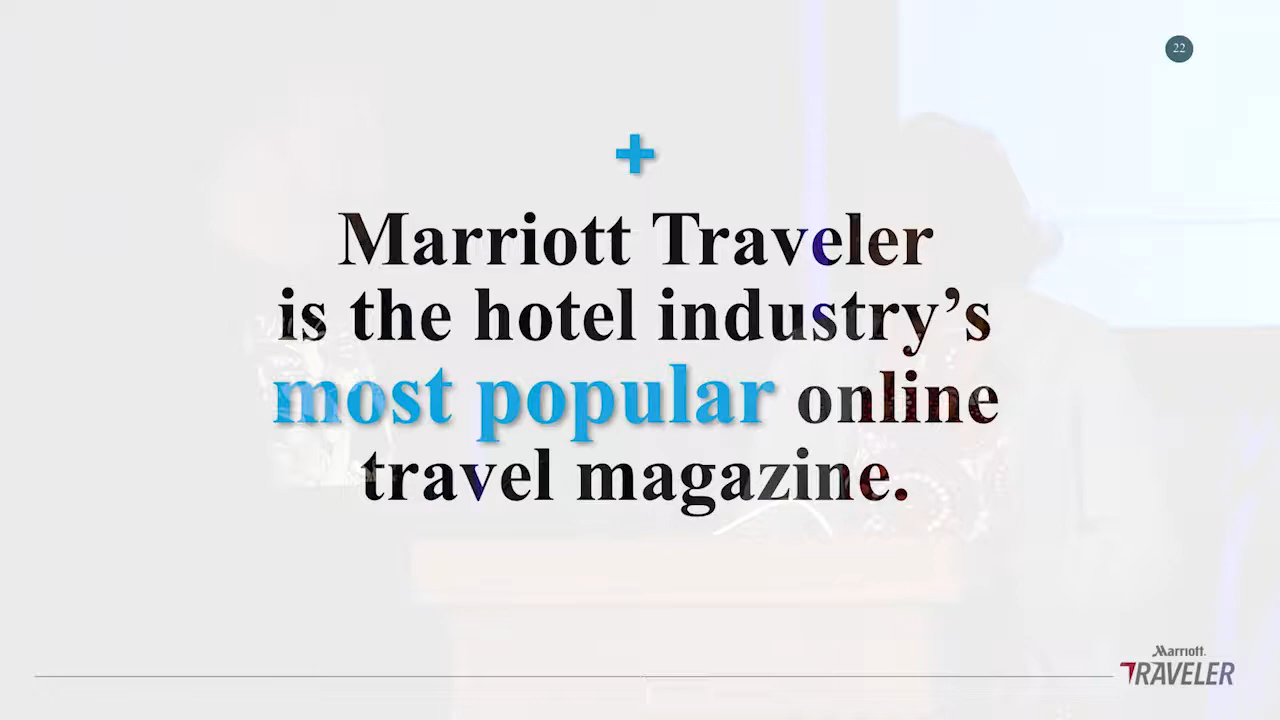 22
+
Marriott Traveler
is the hotel industry’s
most popular online
travel magazine.
Marriott.
TRAVELER